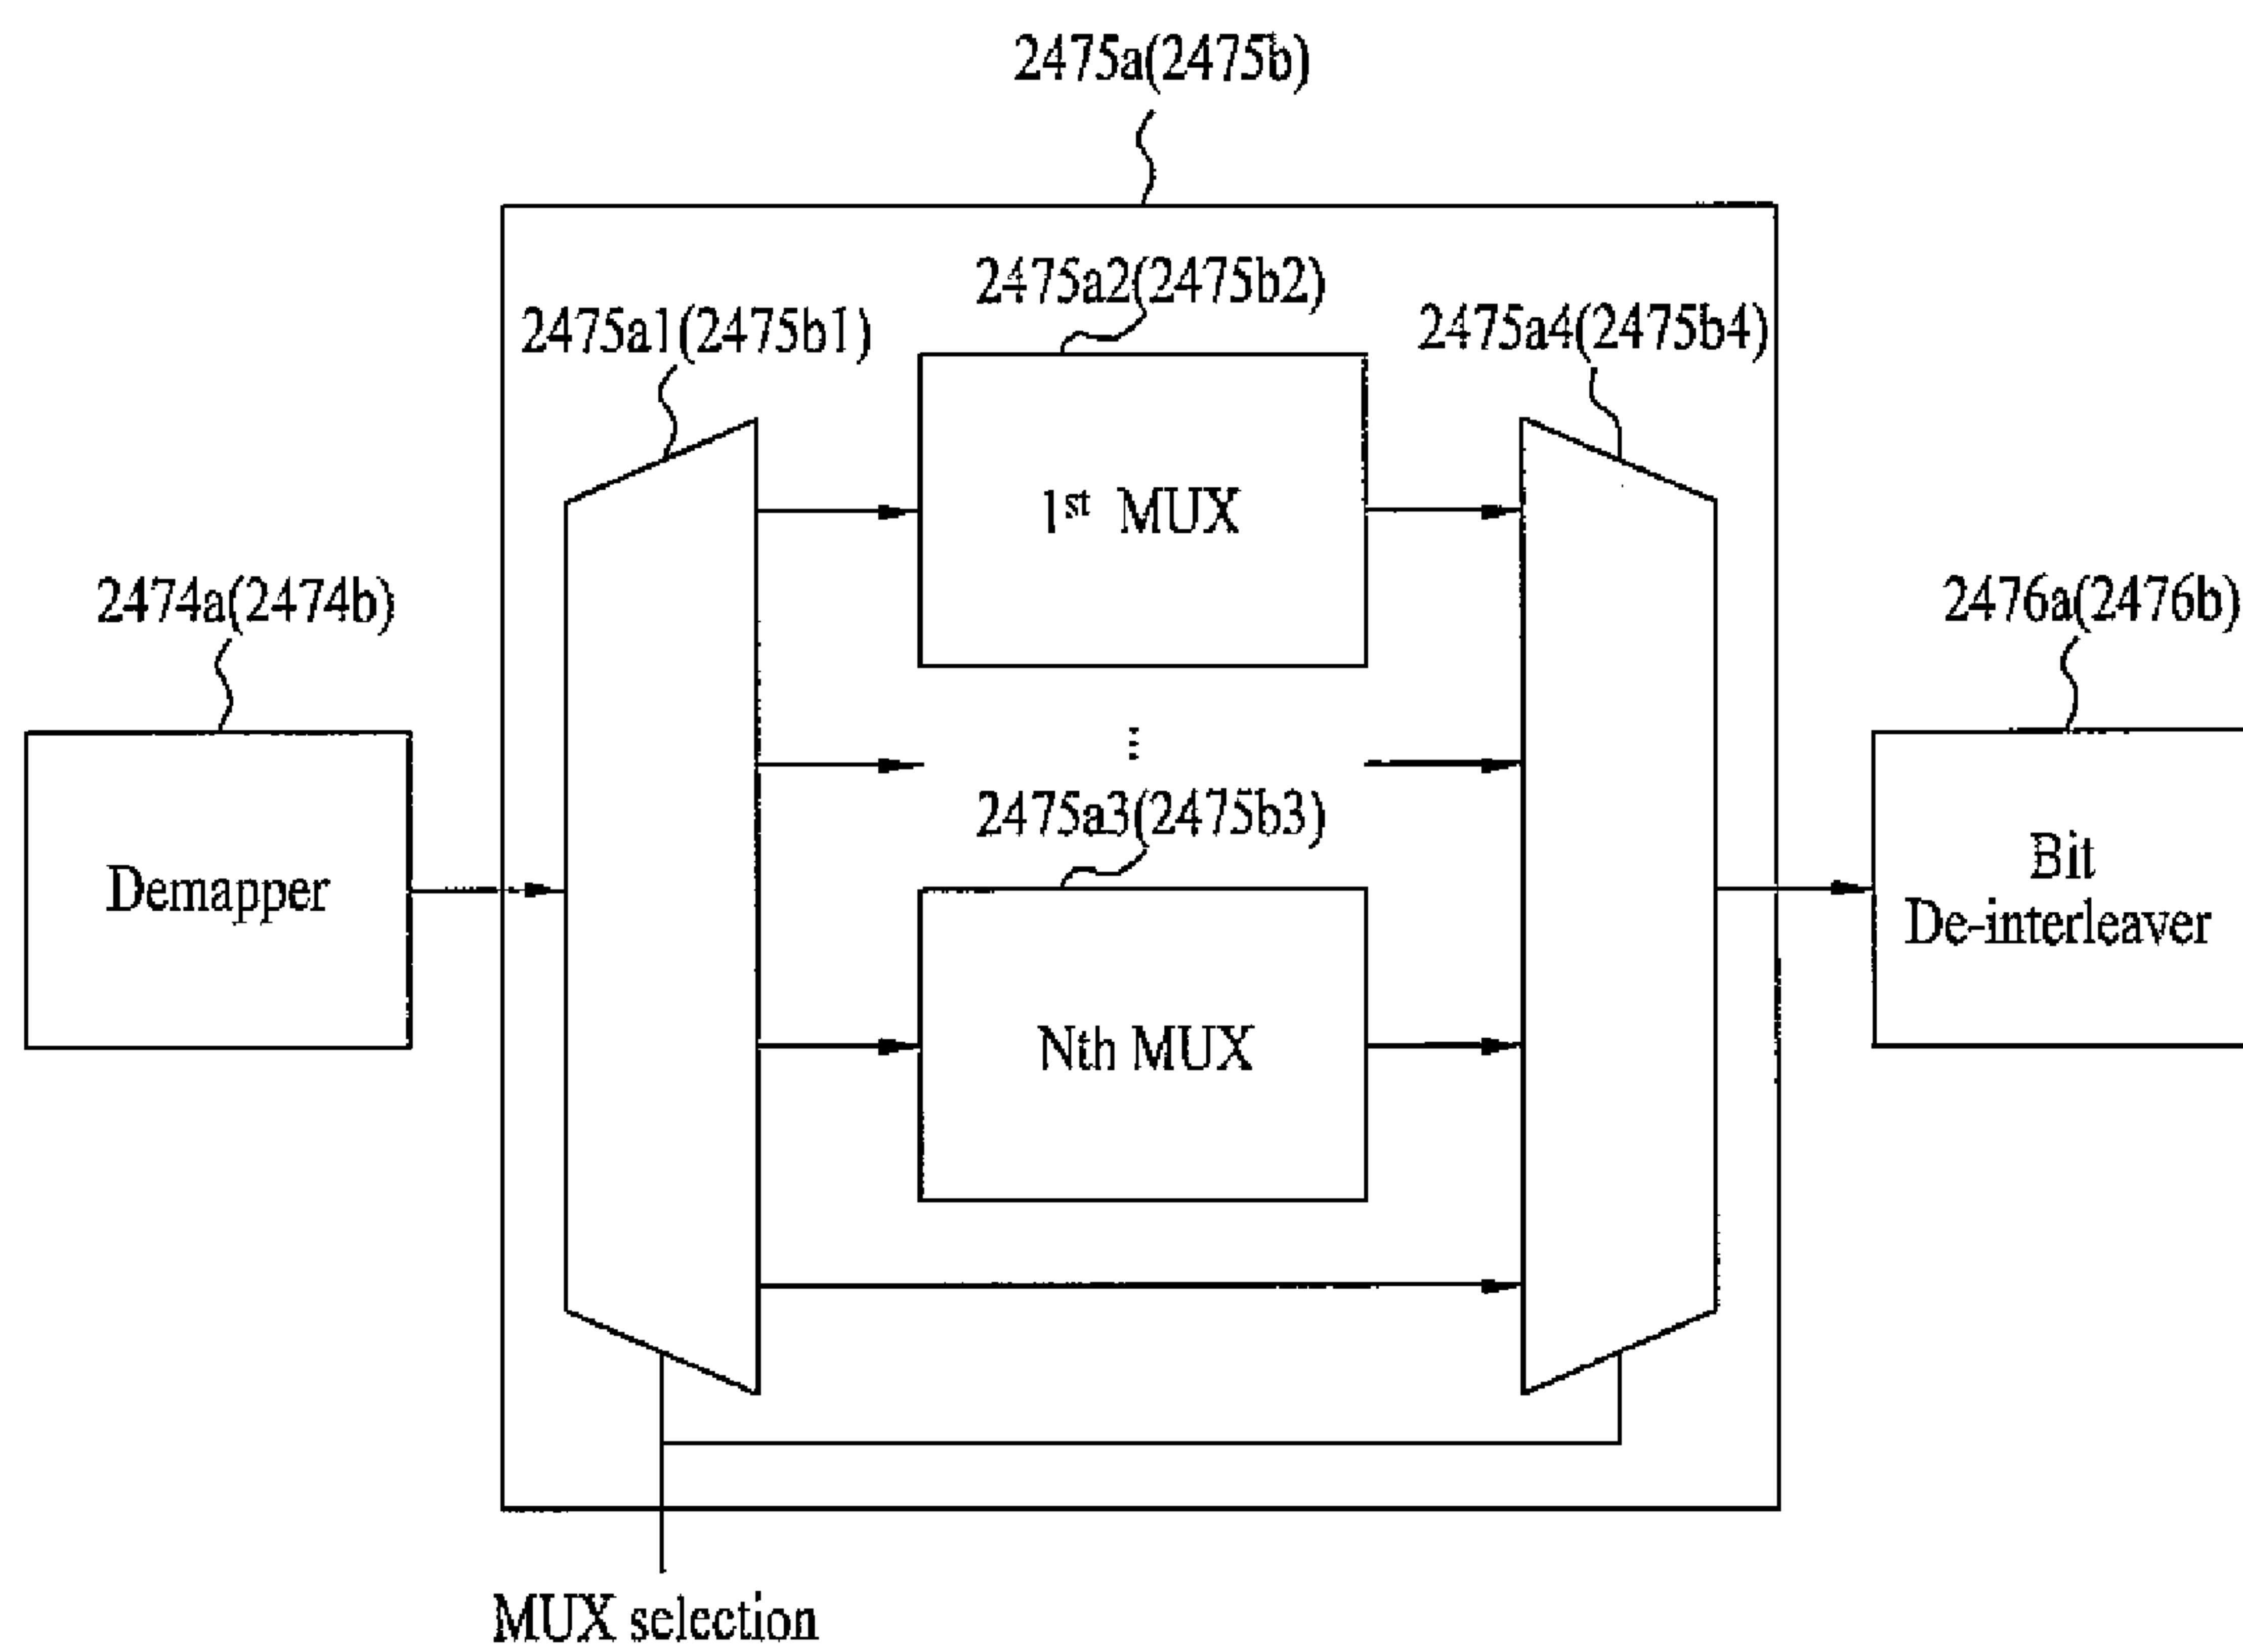 2475a(2475b)
2475a2(2475b2)
2475a1(2475b1)
2475a4(2475b4)
1st MUX
2474a(2474b)
2476a(2476b)
...
2475a3(2475b3)
Demapper
Bit
De-interleaver
Nth MUX
MUX selection